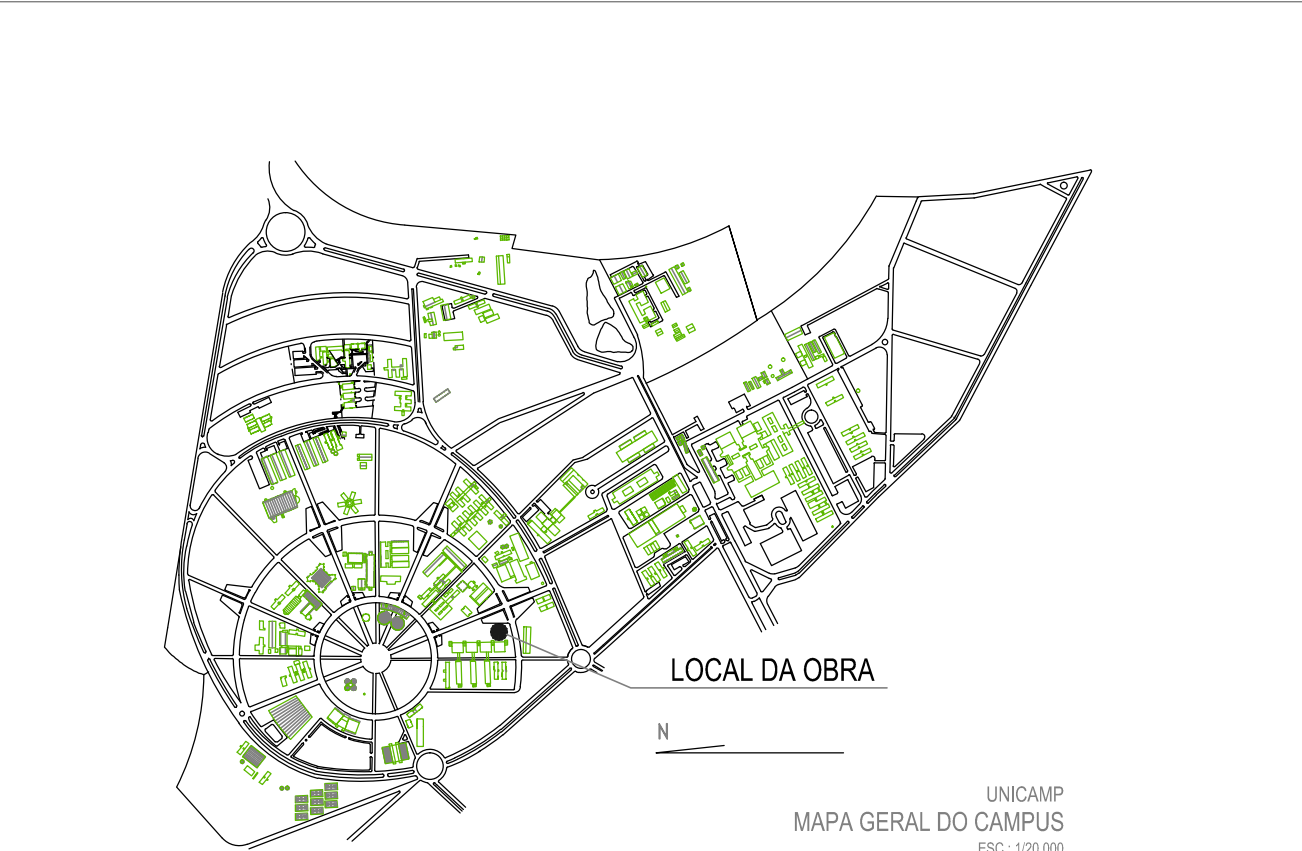 LOCAL DA OBRA
N
UNICAMP
MAPA GERAL DO CAMPUS
ESC.: 1/20.000